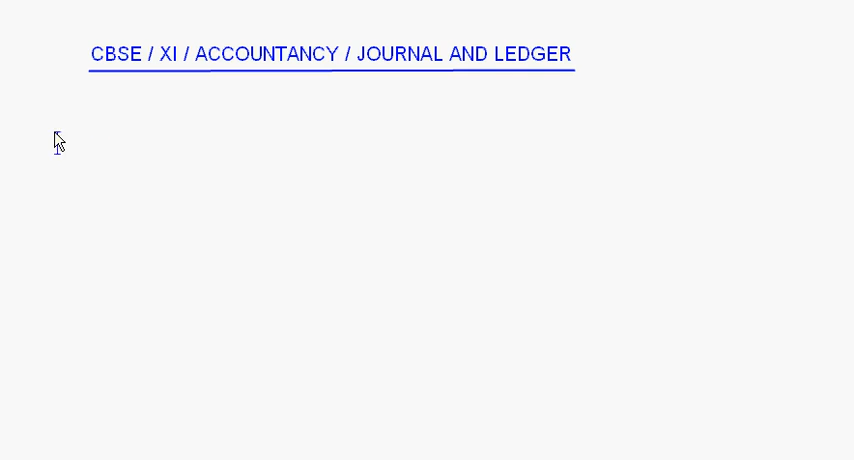 CBSE / XI / ACCOUNTANCY / JOURNAL AND LEDGER